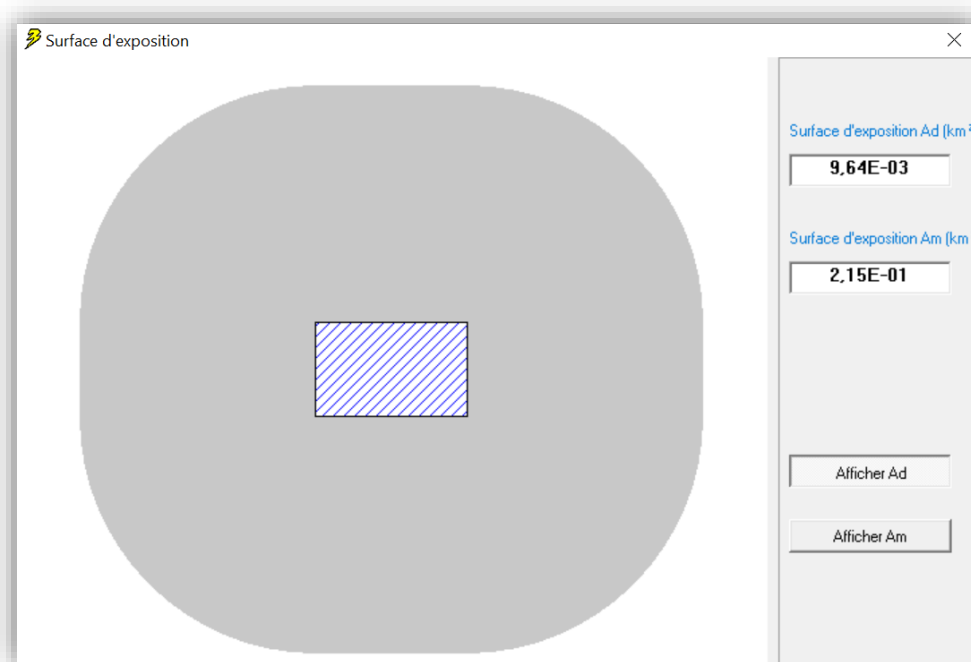 Surface d'exposition
Surface d'exposition Ad (km²
9,64E-03
Surface d'exposition Am (km
2,15E-01
Afficher Ad
Afficher Am